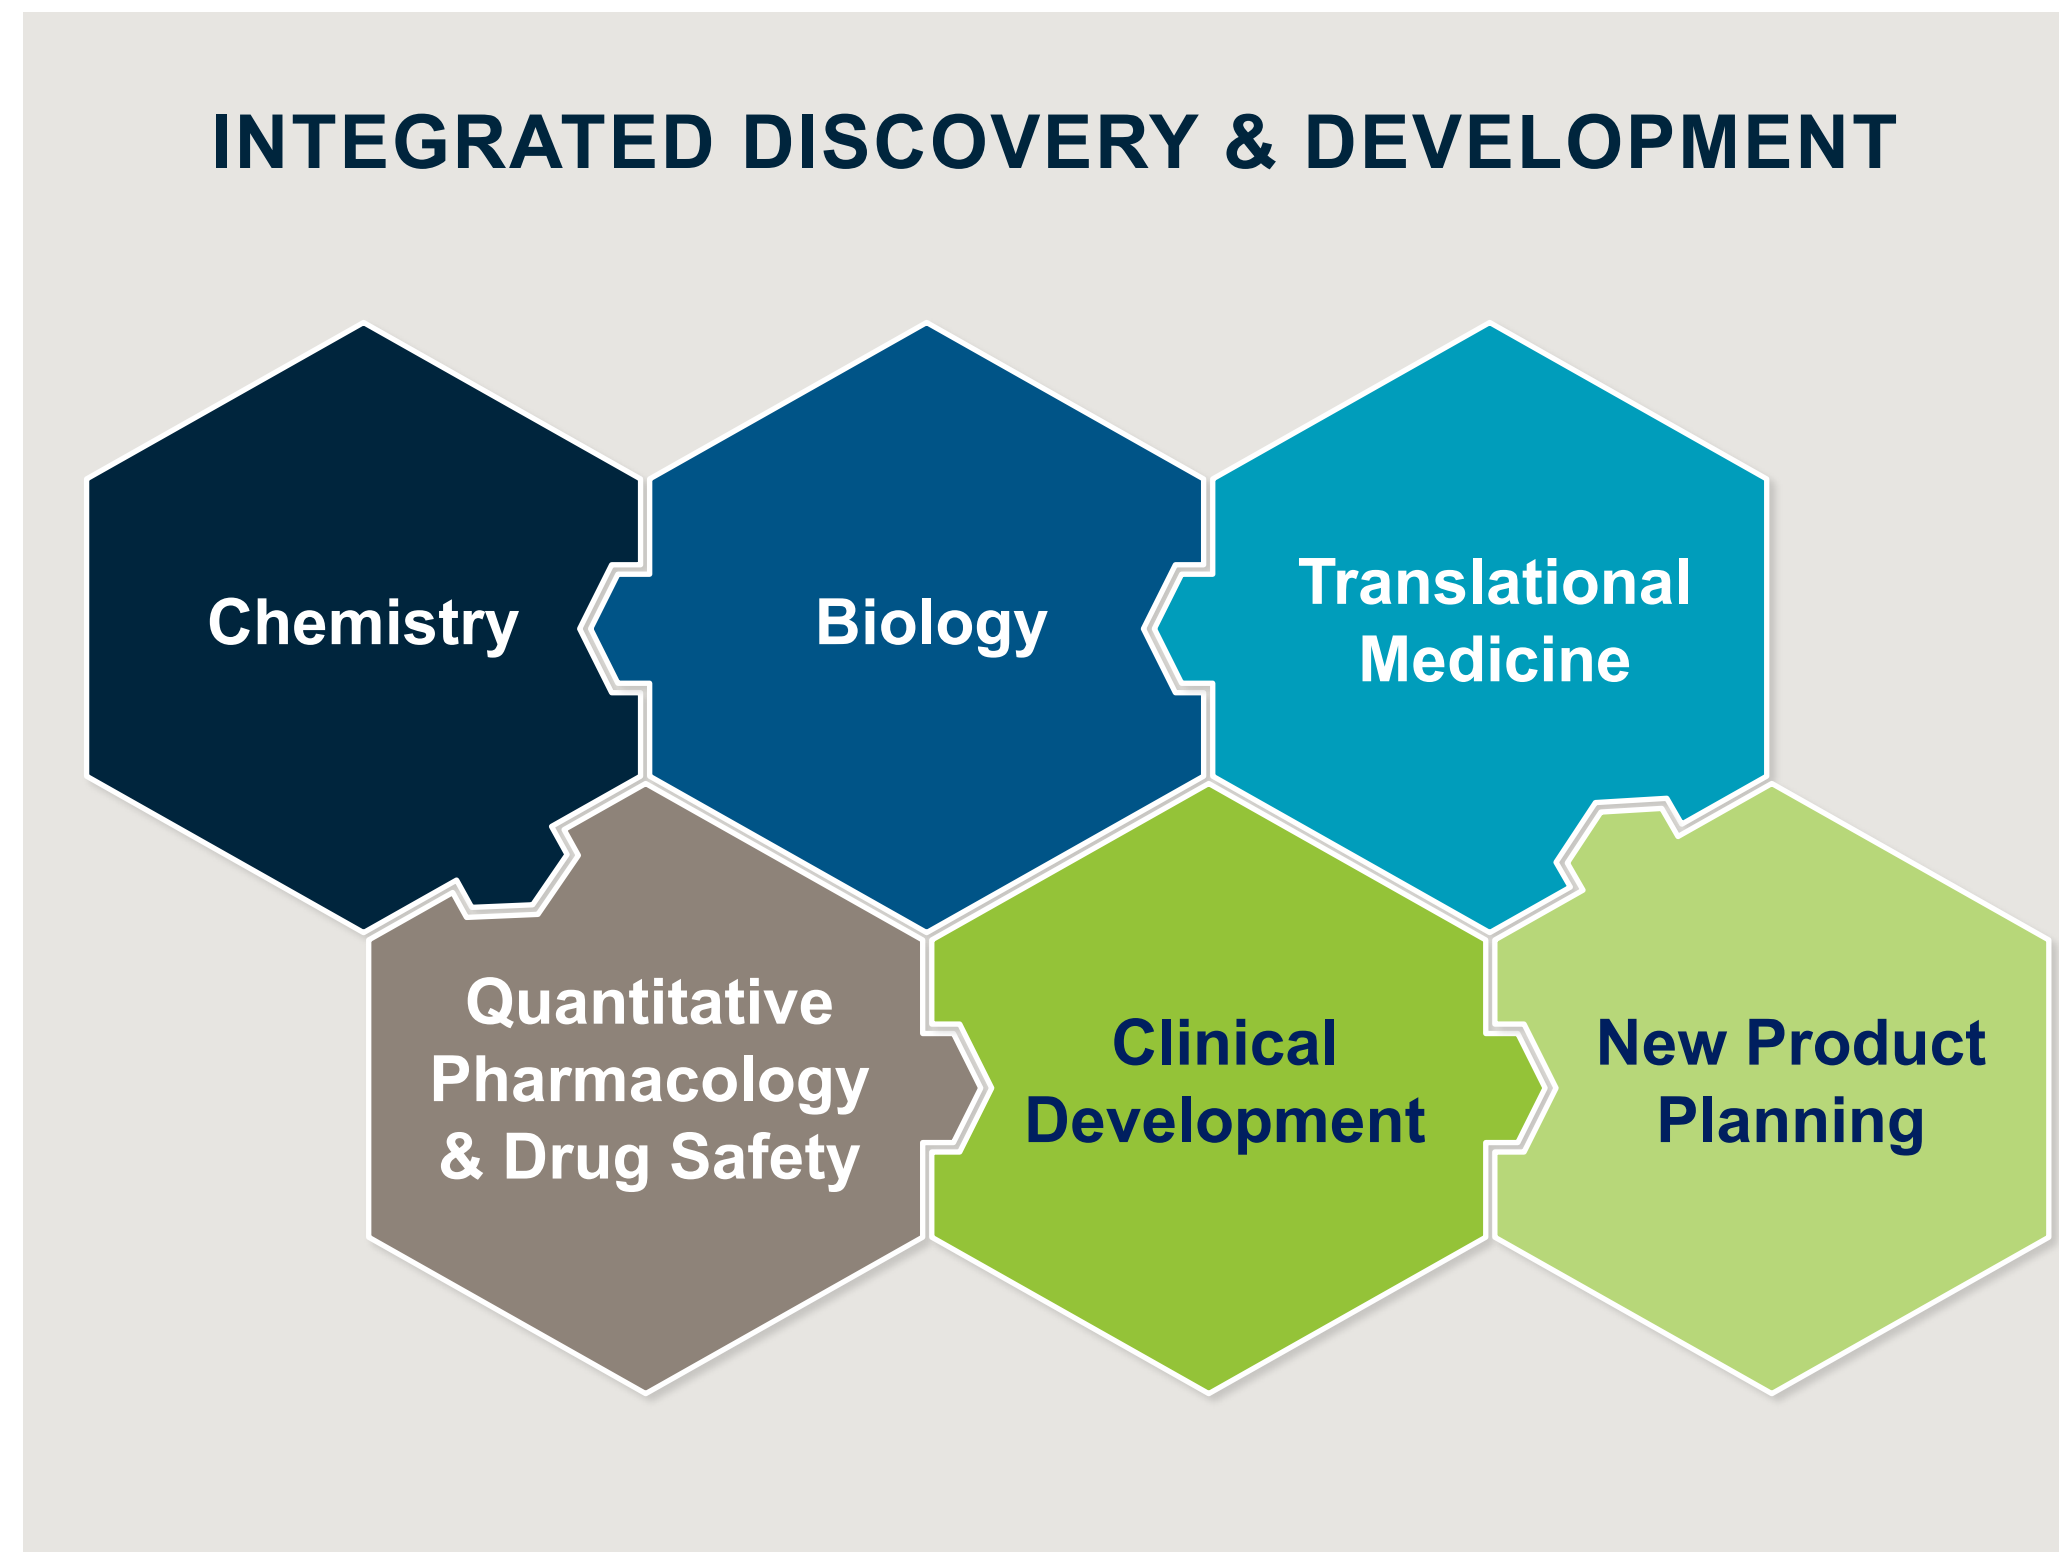 INTEGRATED DISCOVERY & DEVELOPMENT
Chemistry
Biology
Translational
Medicine
Quantitative
Pharmacology
& Drug Safety
Clinical
Development
New Product
Planning